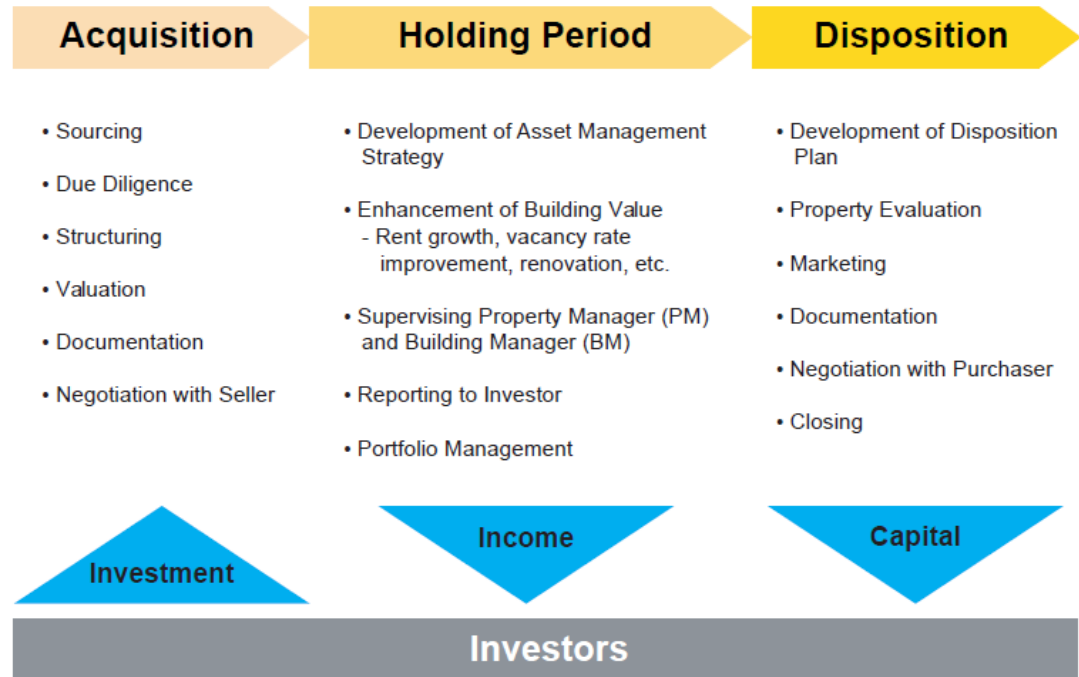 Acquisition
Holding Period
Disposition
• Sourcing
• Due Diligence
• Structuring
• Valuation
• Documentation
• Negotiation with Seller
• Development of Asset Management
Strategy
• Enhancement of Building Value
- Rent growth, vacancy rate
improvement, renovation, etc.
• Supervising Property Manager (PM)
and Building Manager (BM)
• Reporting to Investor
• Portfolio Management
• Development of Disposition
Plan
• Property Evaluation
• Marketing
• Documentation
• Negotiation with Purchaser
• Closing
Investment
Income
Capital
Investors